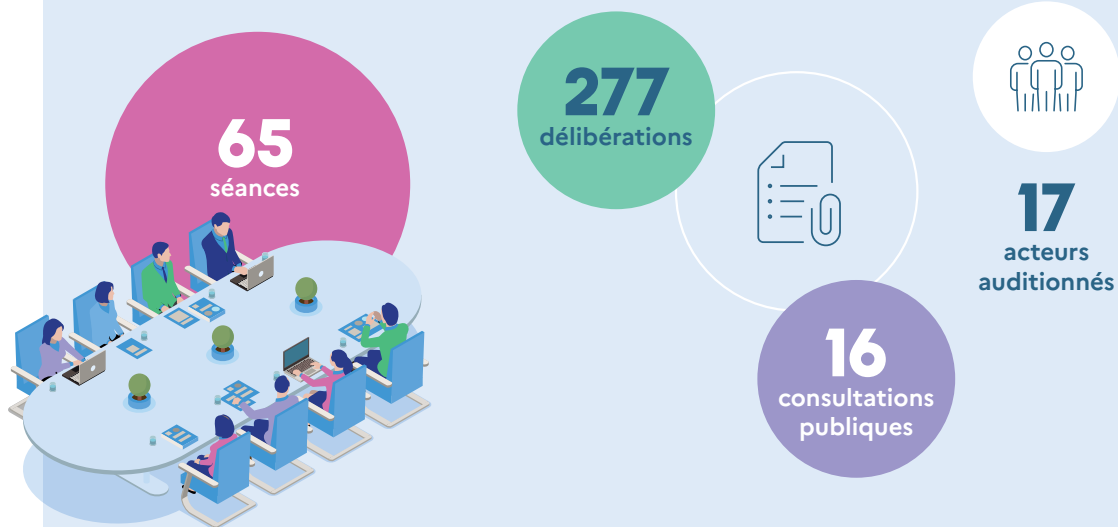 65
séances
277
délibérations
16
consultations
publiques
17
acteurs
auditionnés